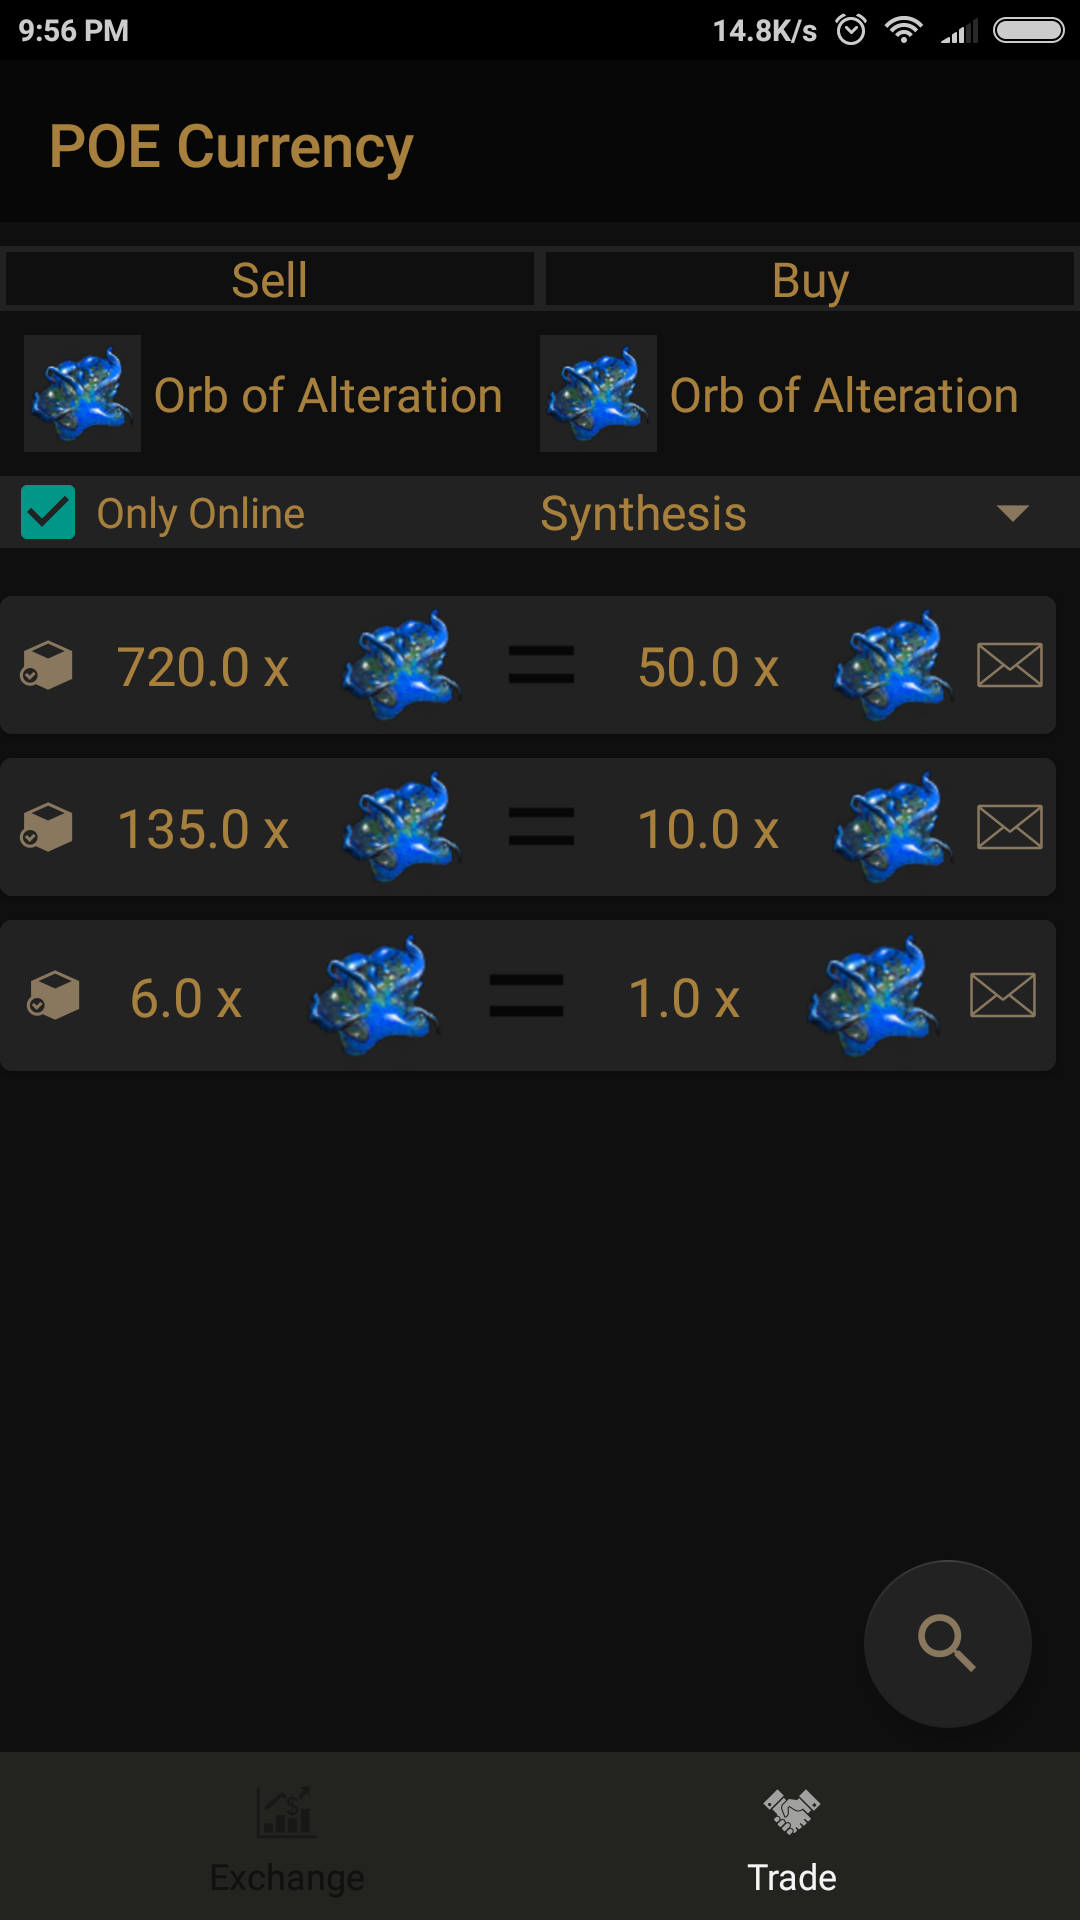 9:56 PM 14.8K/s
POE Currency
Sell Buy
Orb of Alteration Orb of Alteration
Only Online Synthesis
720.0 x 50.0 x
135.0 x 10.0 x
6.0 x 1.0 x
Exchange Trade